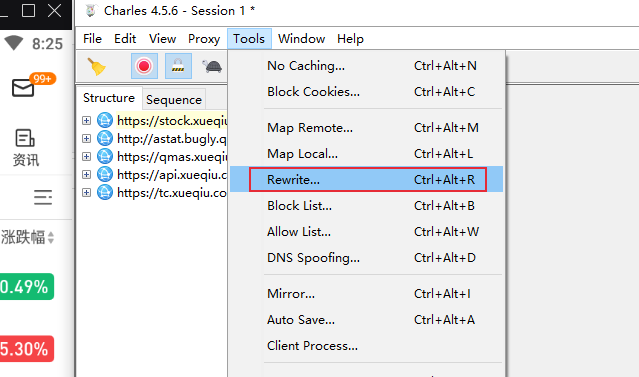 Charles 4.5.6 - Session 1 *
8:25
File Edit View Proxy Tools Window Help
99+
资讯
涨跌幅
0.49%
5.30%
Structure Sequence
https://stock.xueqiu
http://astat.bugly.q
https://qmas.xueqiu
https://api.xueqiu.c
https://tc.xueqiu.co
No Caching... Ctrl+Alt+N
Block Cookies... Ctrl+Alt+C
Map Remote... Ctrl+Alt+M
Map Local... Ctrl+Alt+L
Rewrite... Ctrl+Alt+R
Block List... Ctrl+Alt+B
Allow List... Ctrl+Alt+W
DNS Spoofing... Ctrl+Alt+D
Mirror... Ctrl+Alt+I
Auto Save... Ctrl+Alt+A
Client Process...